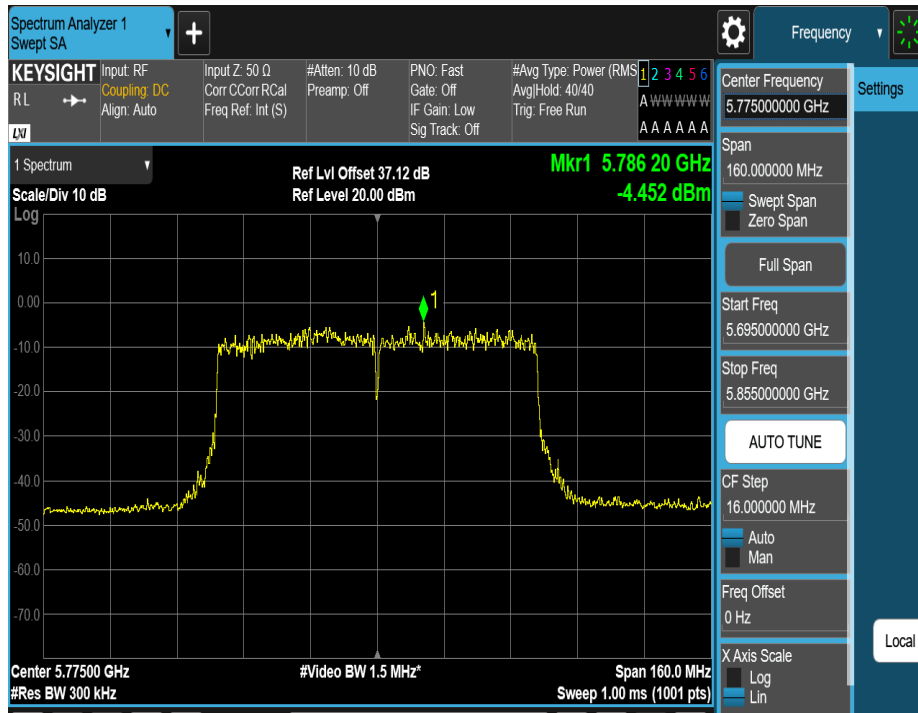 Spectrum Analyzer 1
Swept SA
+
Frequency
KEYSIGHT
R L
LXI
Input: RF
Coupling: DC
Align: Auto
Input Z: 50 Ω
Corr CCorr RCal
Freq Ref: Int (S)
#Atten: 10 dB
Preamp: Off
PNO: Fast
Gate: Off
IF Gain: Low
Sig Track: Off
#Avg Type: Power (RMS
Avg|Hold: 40/40
Trig: Free Run
1 2 3 4 5 6
A W W W W W
A A A A A A
1 Spectrum
Scale/Div 10 dB
Log
Ref Lvl Offset 37.12 dB
Ref Level 20.00 dBm
Mkr1 5.786 20 GHz
-4.452 dBm
10.0
0.00
-10.0
-20.0
-30.0
-40.0
-50.0
-60.0
-70.0
1
Center 5.77500 GHz
#Res BW 300 kHz
#Video BW 1.5 MHz*
Span 160.0 MHz
Sweep 1.00 ms (1001 pts)
Center Frequency
5.775000000 GHz
Span
160.000000 MHz
Swept Span
Zero Span
Full Span
Start Freq
5.695000000 GHz
Stop Freq
5.855000000 GHz
AUTO TUNE
CF Step
16.000000 MHz
Auto
Man
Freq Offset
0 Hz
X Axis Scale
Log
Lin
Settings
Local